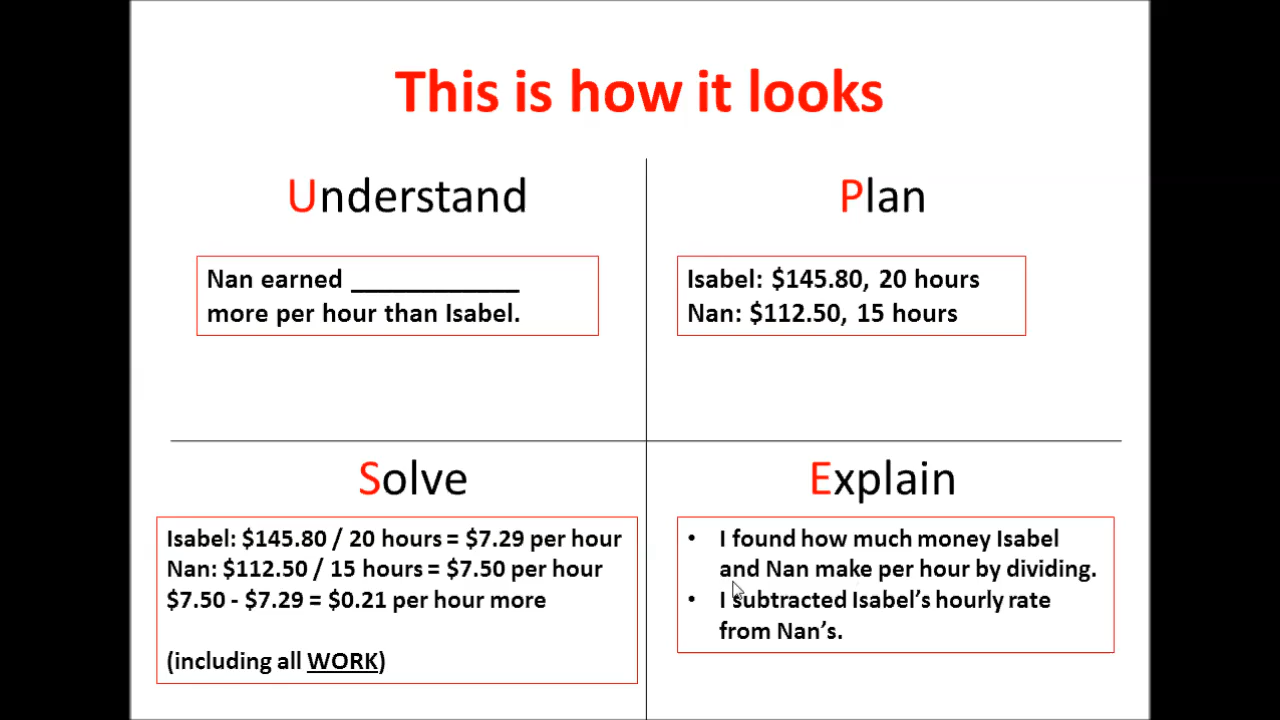 This is how it looks
Understand
Nan earned ____________
more per hour than Isabel.
Plan
Isabel: $145.80, 20 hours
Nan: $112.50, 15 hours
Solve
Isabel: $145.80 / 20 hours = $7.29 per hour
Nan: $112.50 / 15 hours = $7.50 per hour
$7.50 - $7.29 = $0.21 per hour more
(including all WORK)
Explain
• I found how much money Isabel
and Nan make per hour by dividing.
• I subtracted Isabel’s hourly rate
from Nan’s.